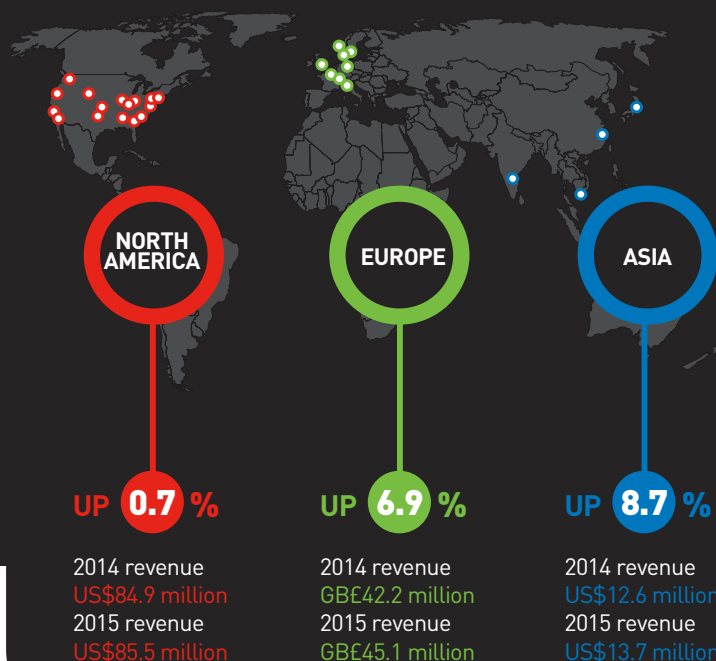 NORTH
AMERICA
EUROPE
ASIA
UP 0.7 %
UP 6.9 %
UP 8.7 %
2014 revenue
US$84.9 million
2015 revenue
US$85.5 million
2014 revenue
GB£42.2 million
2015 revenue
GB£45.1 million
2014 revenue
US$12.6 million
2015 revenue
US$13.7 million